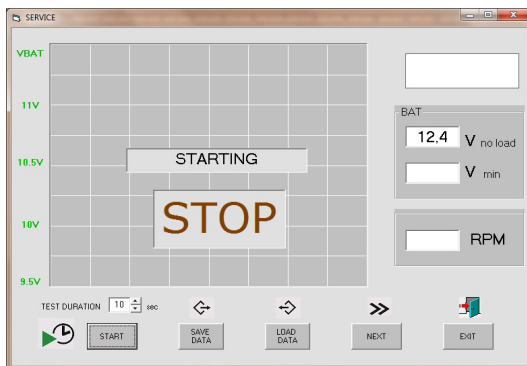 SERVICE
VBAT
11V
10.5V
10V
9.5V
STARTING
STOP
BAT
12,4 V no load
V min
RPM
TEST DURATION 10 sec
START
SAVE DATA
LOAD DATA
NEXT
EXIT